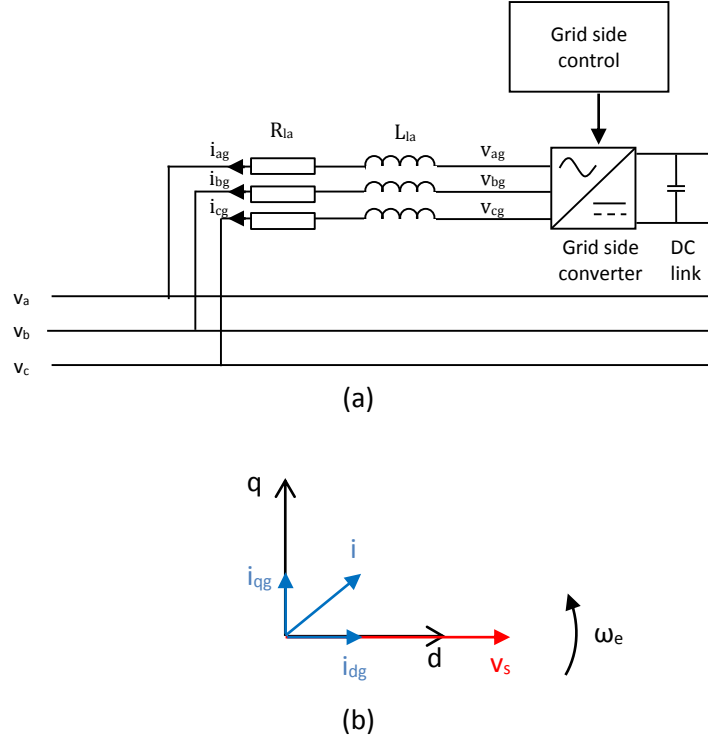 Grid side
control
R_la
L_la
i_ag
v_ag
i_bg
v_bg
i_cg
v_cg
Grid side
converter
DC
link
v_a
v_b
v_c
(a)
q
i
i_qg
i_dg
d
v_s
ω_e
(b)